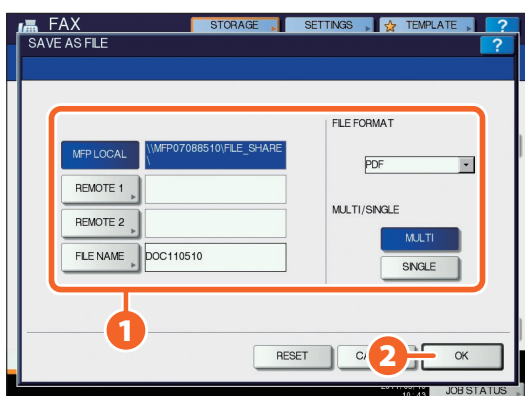 FAX STORAGE SETTINGS TEMPLATE ?
SAVE AS FILE ?
FILE FORMAT
MFP LOCAL \\MFP07088510\FILE_SHARE
\
PDF
REMOTE 1
REMOTE 2
MULTI/SINGLE
MULTI
FILE NAME DOC110510
SINGLE
1
RESET 2 OK
JOB STATUS